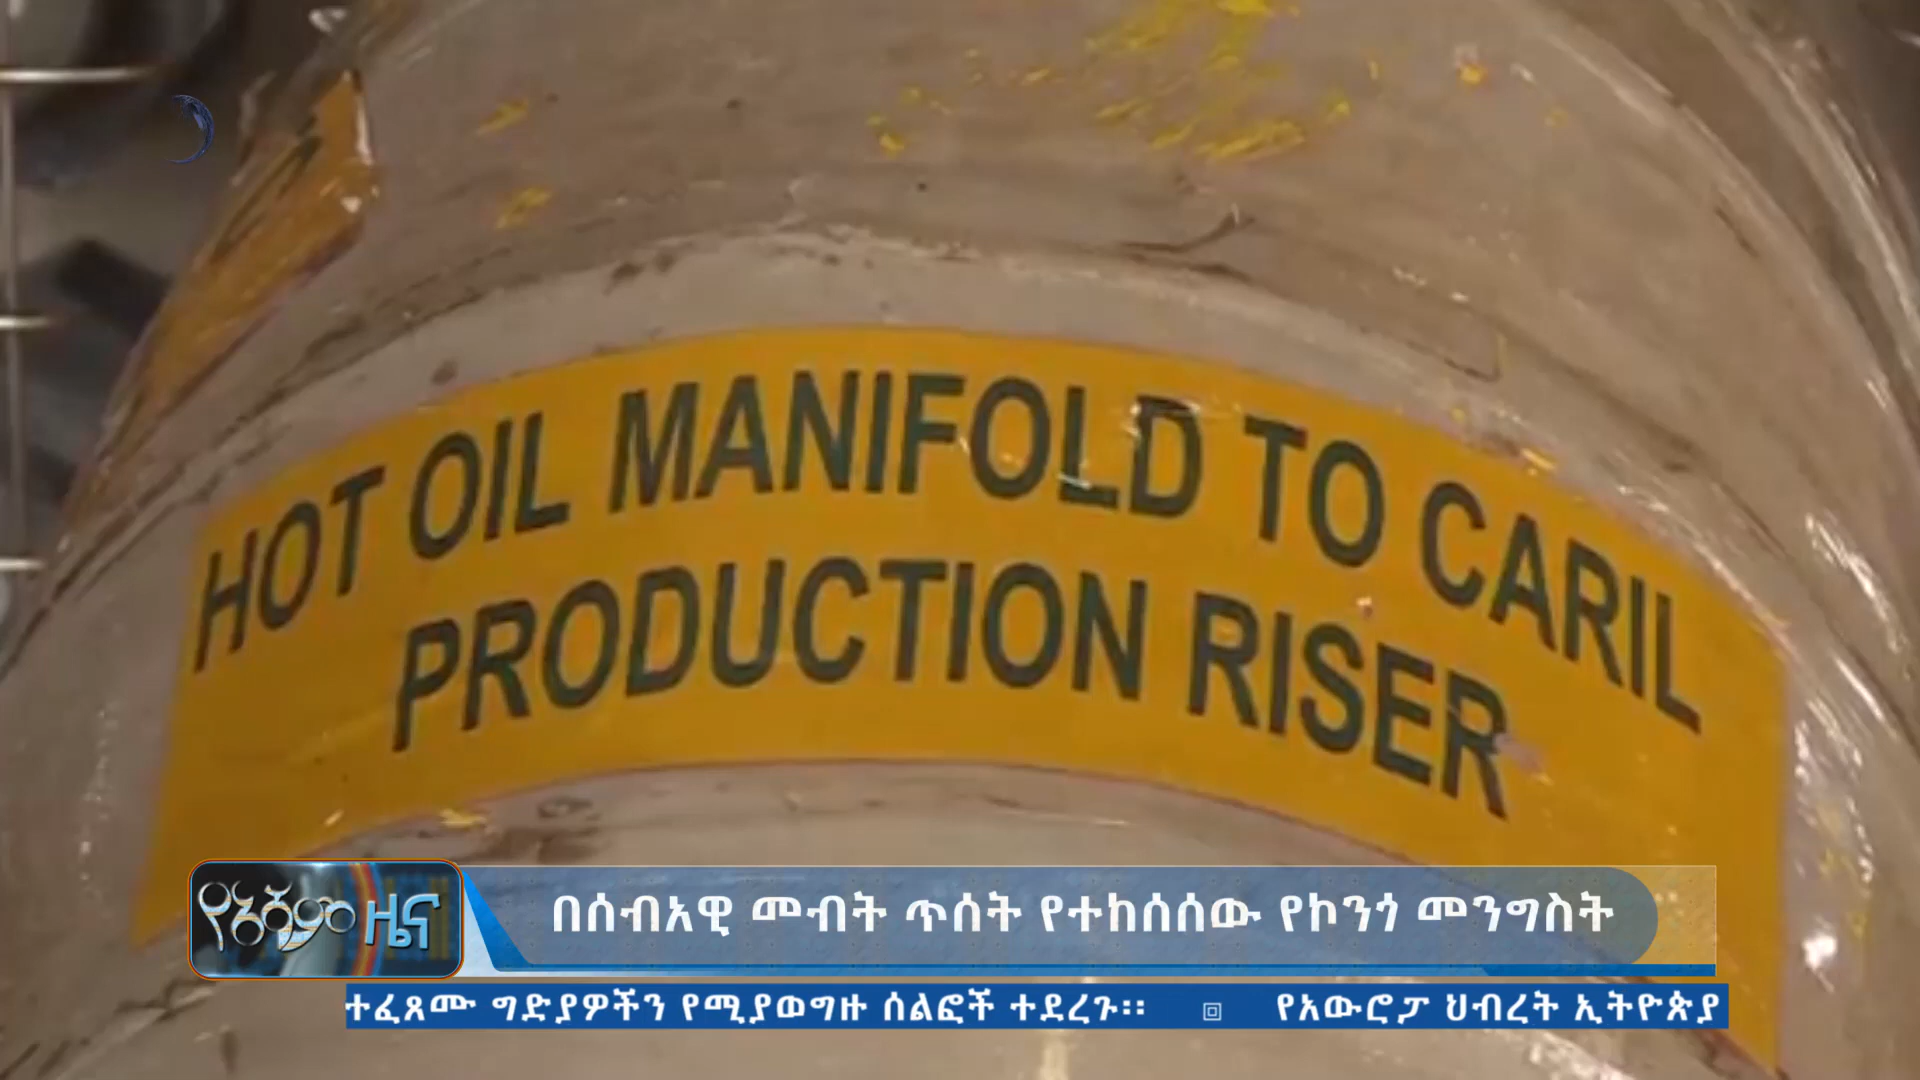 HOT OIL MANIFOLD TO CARIL
PRODUCTION RISER
የኢሳም ዜና
በሰብአዊ መብት ጥሰት የተከሰሰው የኮንጎ መንግስት
ተፈጸሙ ግድያዎችን የሚያወግዙ ሰልፎች ተደረጉ፡፡ የአውሮፓ ህብረት ኢትዮጵያ